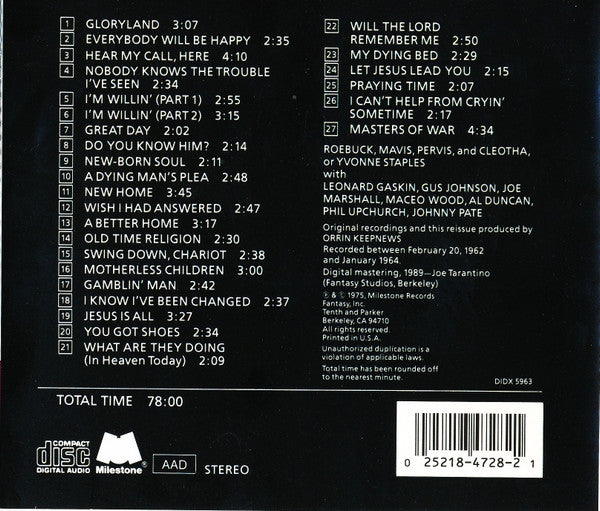 1 GLORYLAND 3:07
2 EVERYBODY WILL BE HAPPY 2:35
3 HEAR MY CALL, HERE 4:10
4 NOBODY KNOWS THE TROUBLE
I'VE SEEN 2:34
5 I'M WILLIN' (PART 1) 2:55
6 I'M WILLIN' (PART 2) 3:15
7 GREAT DAY 2:02
8 DO YOU KNOW HIM? 2:14
9 NEW-BORN SOUL 2:11
10 A DYING MAN'S PLEA 2:48
11 NEW HOME 3:45
12 WISH I HAD ANSWERED 2:47
13 A BETTER HOME 3:17
14 OLD TIME RELIGION 2:30
15 SWING DOWN, CHARIOT 2:38
16 MOTHERLESS CHILDREN 3:00
17 GAMBLIN' MAN 2:42
18 I KNOW I'VE BEEN CHANGED 2:37
19 JESUS IS ALL 3:27
20 YOU GOT SHOES 2:34
21 WHAT ARE THEY DOING
(In Heaven Today) 2:09
22 WILL THE LORD
REMEMBER ME 2:50
23 MY DYING BED 2:29
24 LET JESUS LEAD YOU 2:15
25 PRAYING TIME 2:07
26 I CAN'T HELP FROM CRYIN'
SOMETIME 2:17
27 MASTERS OF WAR 4:34
ROEBUCK, MAVIS, PERVIS, and CLEOTHA,
or YVONNE STAPLES
with
LEONARD GASKIN, GUS JOHNSON, JOE
MARSHALL, MACEO WOOD, AL DUNCAN,
PHIL UPCHURCH, JOHNNY PATE
Original recordings and this reissue produced by
ORRIN KEEPNEWS
Recorded between February 20, 1962
and January 1964.
Digital mastering, 1989—Joe Tarantino
(Fantasy Studios, Berkeley)
℗ & © 1975, Milestone Records
Fantasy, Inc.
Tenth and Parker
Berkeley, CA 94710
All rights reserved.
Printed in U.S.A.
Unauthorized duplication is a
violation of applicable laws.
Total time has been rounded off
to the nearest minute.
DIDX 5963
TOTAL TIME 78:00
COMPACT
disc
DIGITAL AUDIO
Milestone®
AAD
STEREO
0 25218-4728-2 1